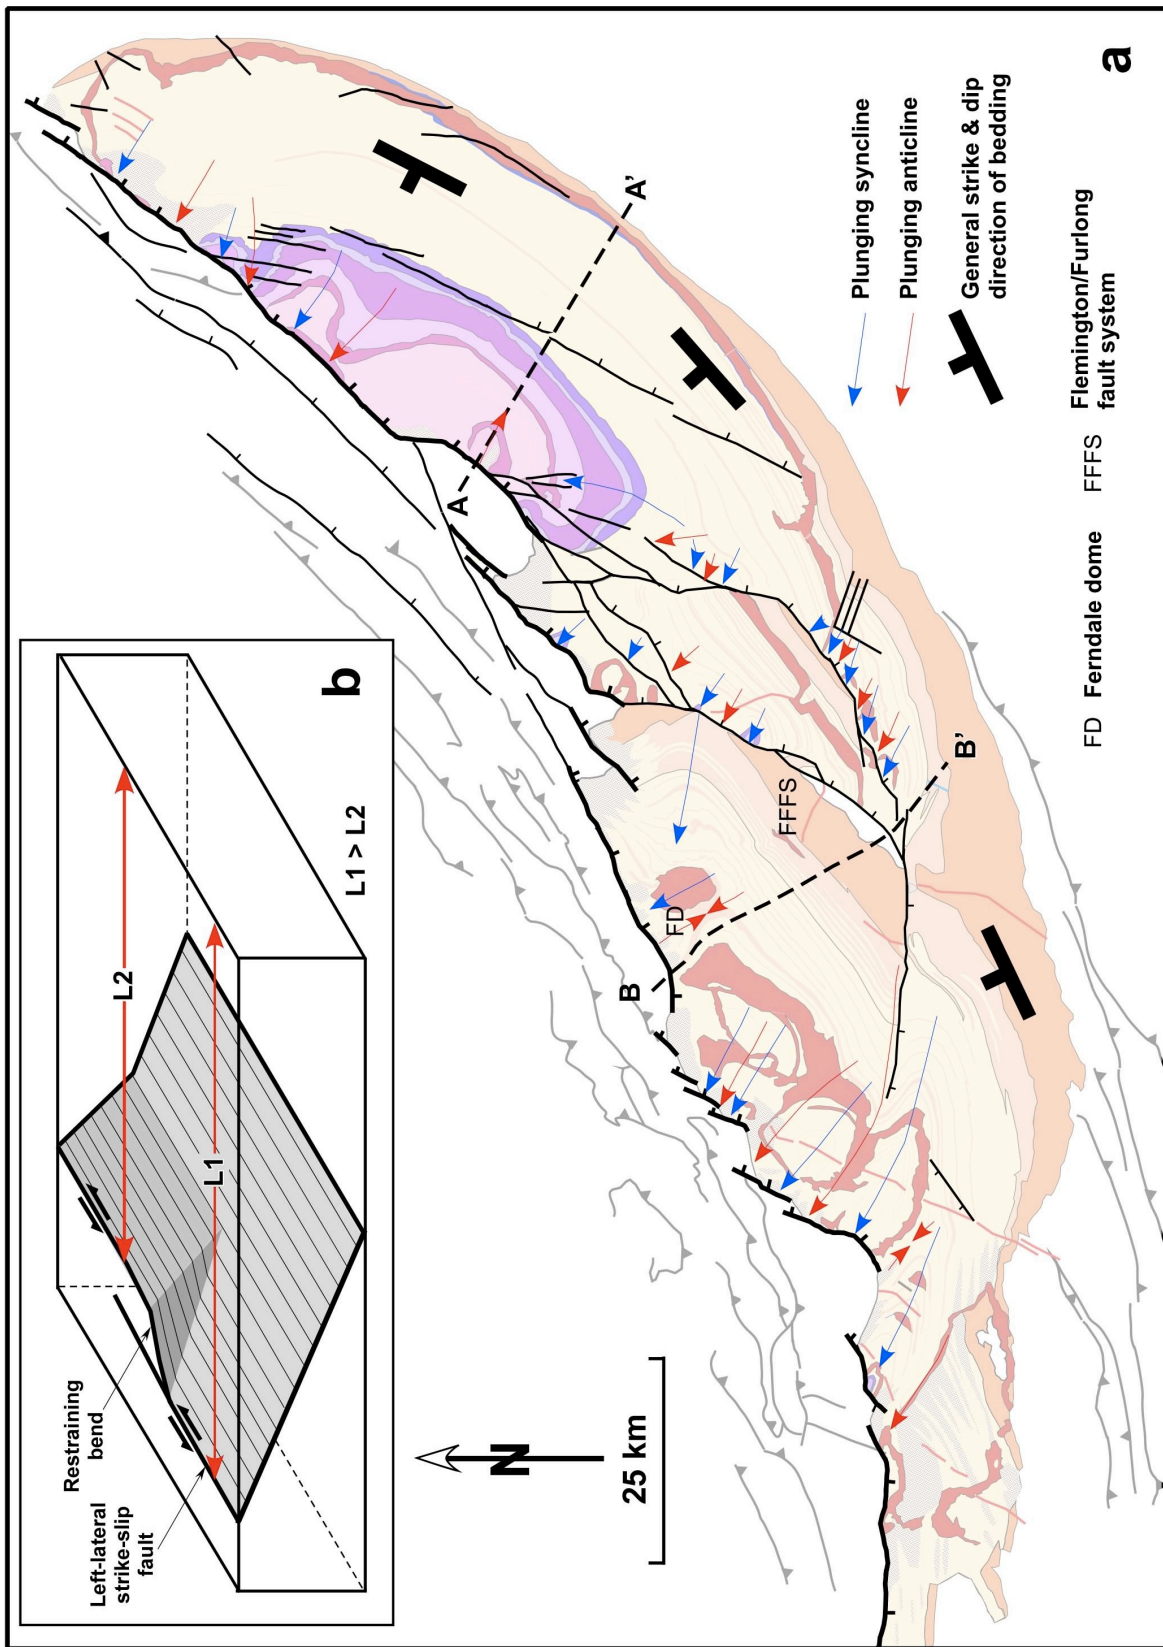 a
Plunging syncline
Plunging anticline
General strike & dip
direction of bedding
FD
Ferndale dome
FFFS
Flemington/Furlong
fault system
A
A'
B
B'
FD
FFFS
N
25 km
b
Restraining
bend
Left-lateral
strike-slip
fault
L2
L1
L1 > L2